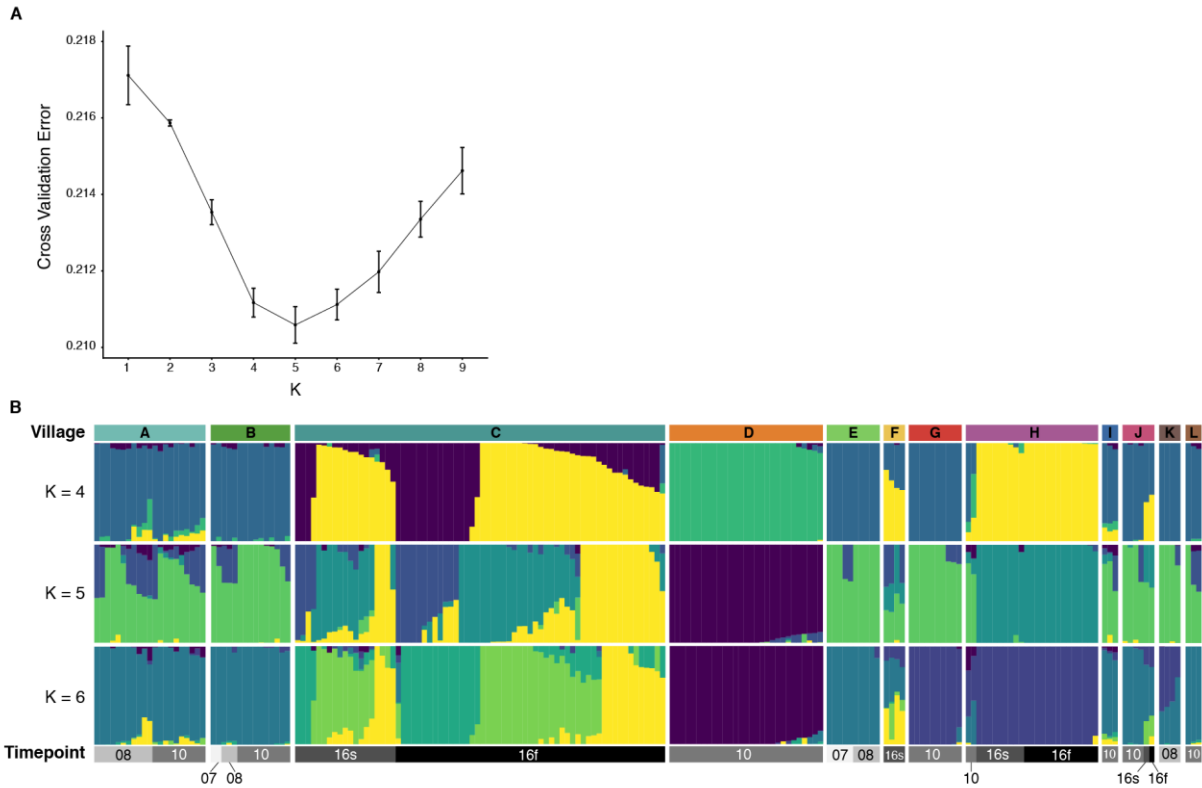 A
0.218
0.216
0.214
0.212
0.210
Cross Validation Error
1 2 3 4 5 6 7 8 9
K
B
Village A B C D E F G H I J K L
K = 4
K = 5
K = 6
Timepoint 08 10 10 16s 16f 10 07 08 16s 10 16s 16f 10 10 08 10
07 08 10 16s 16f